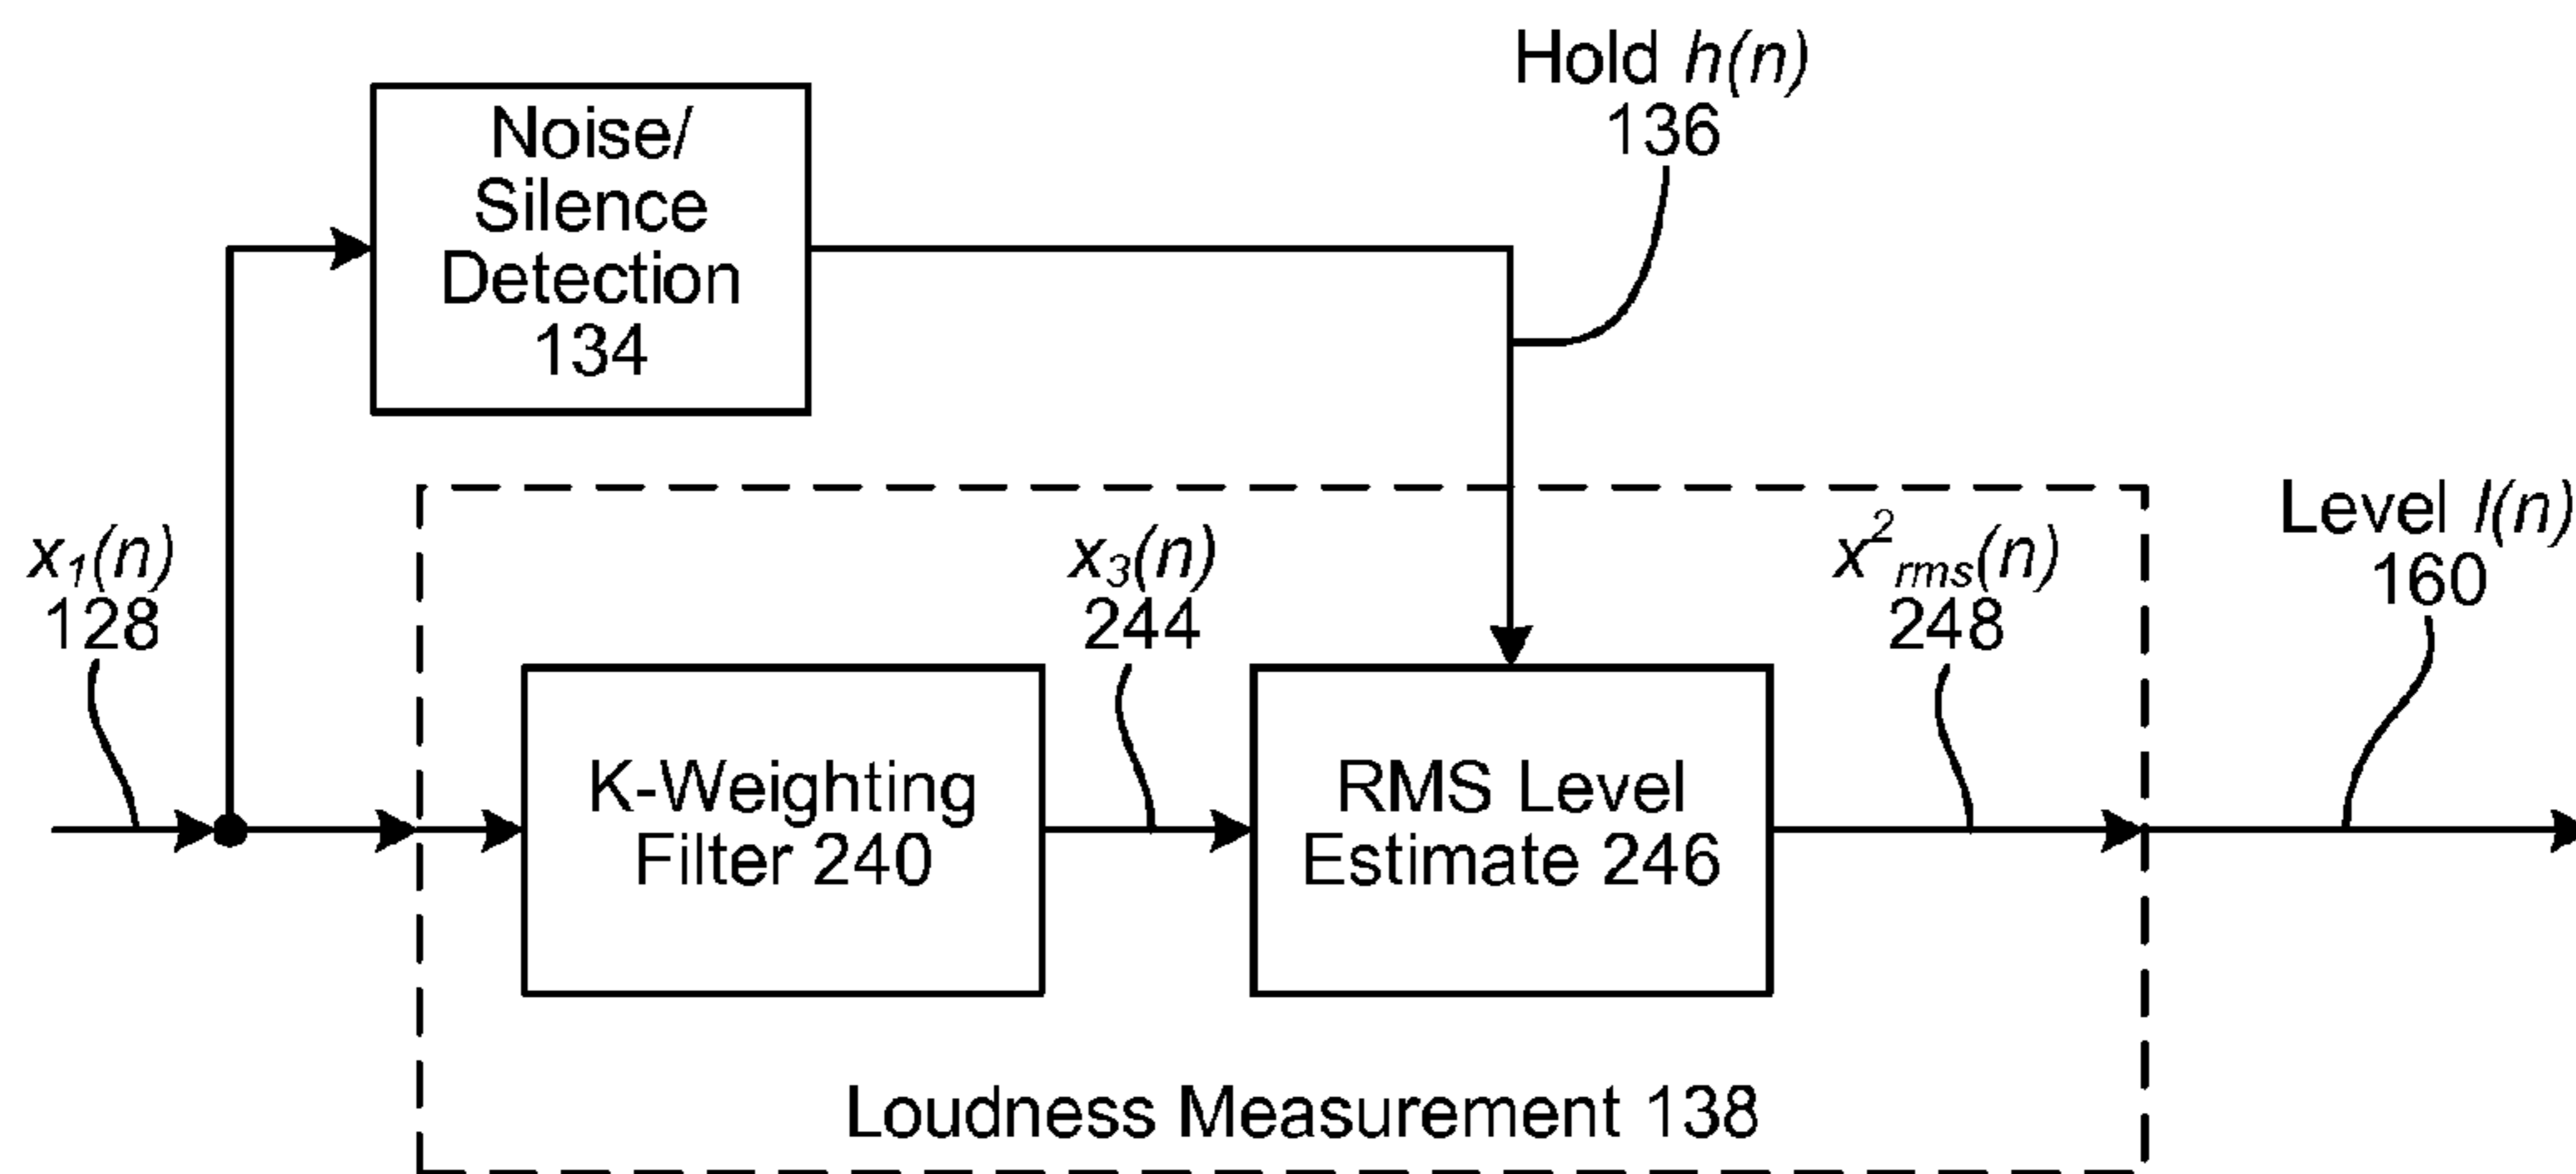 Hold h(n)
136
Noise/
Silence
Detection
134
x₁(n)
128
x₃(n)
244
x²ᵣₘₛ(n)
248
Level l(n)
160
K-Weighting
Filter 240
RMS Level
Estimate 246
Loudness Measurement 138